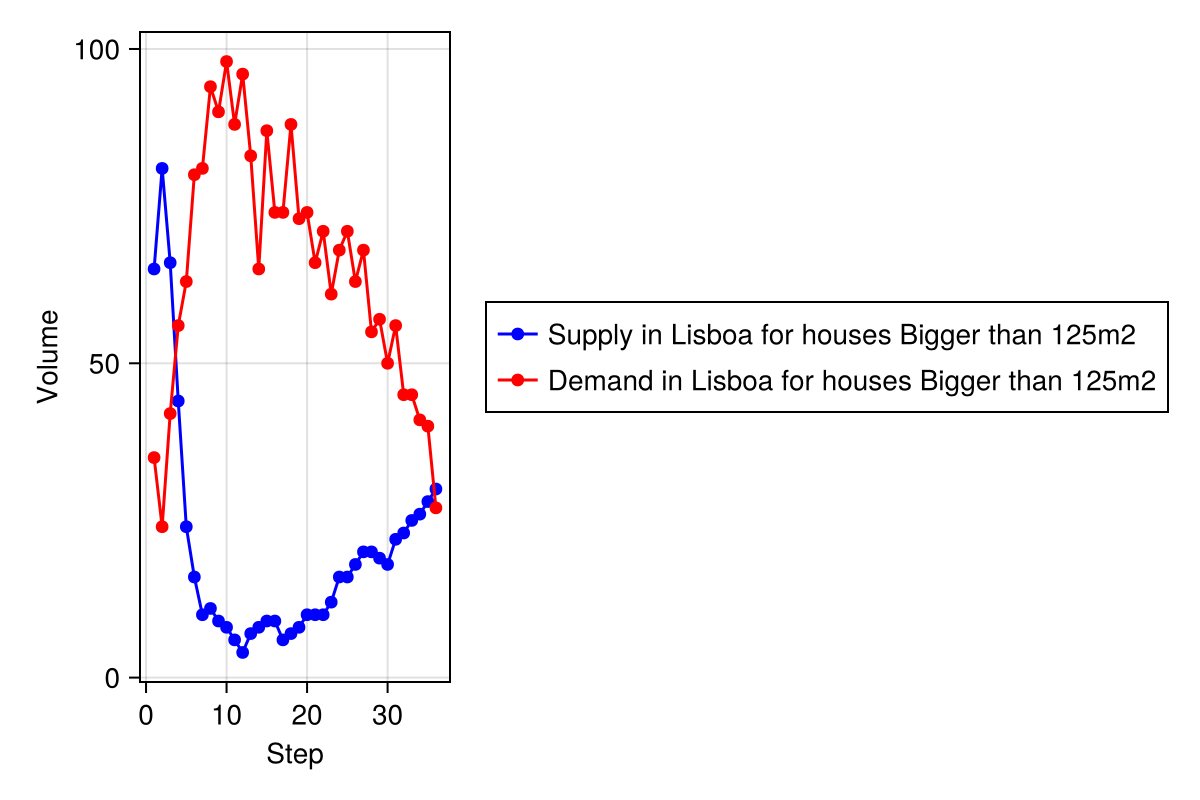 100
50
0
Volume
0 10 20 30
Step
Supply in Lisboa for houses Bigger than 125m2
Demand in Lisboa for houses Bigger than 125m2